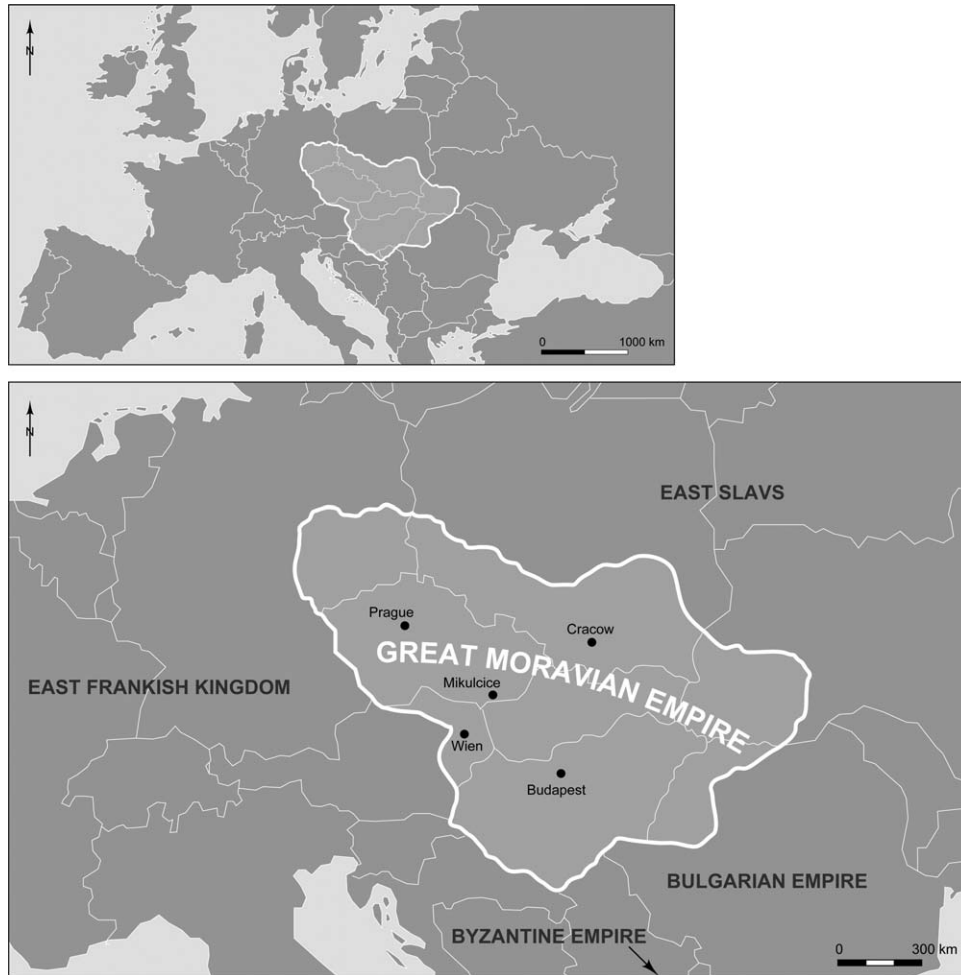 N
0 1000 km
N
EAST SLAVS
Prague
Cracow
GREAT MORAVIAN EMPIRE
EAST FRANKISH KINGDOM
Mikulcice
Wien
Budapest
BULGARIAN EMPIRE
BYZANTINE EMPIRE
0 300 km